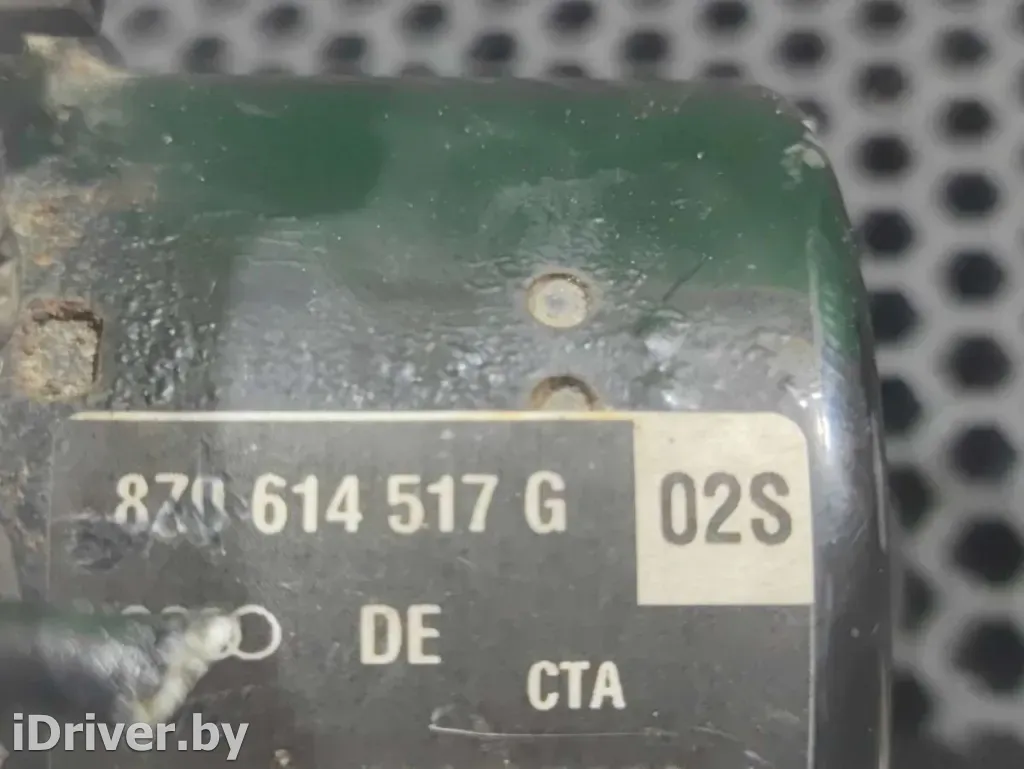 8Z0 614 517 G 02S
DE
CTA
iDriver.by